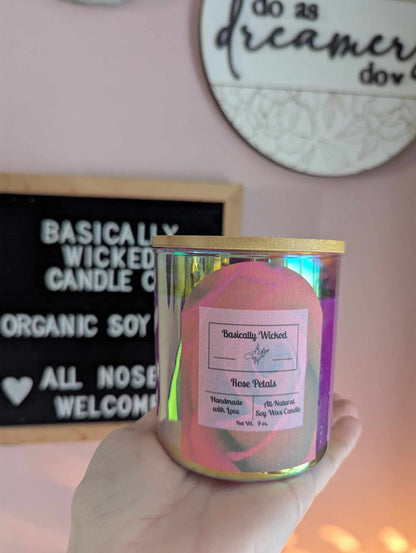 do as
dreamers
do
BASICALLY
WICKED
CANDLE C
ORGANIC SOY
ALL NOSE
WELCOME
Basically Wicked
Rose Petals
Handmade
with Love
All-Natural
Soy Wax Candle
Net Wt. 9 oz.